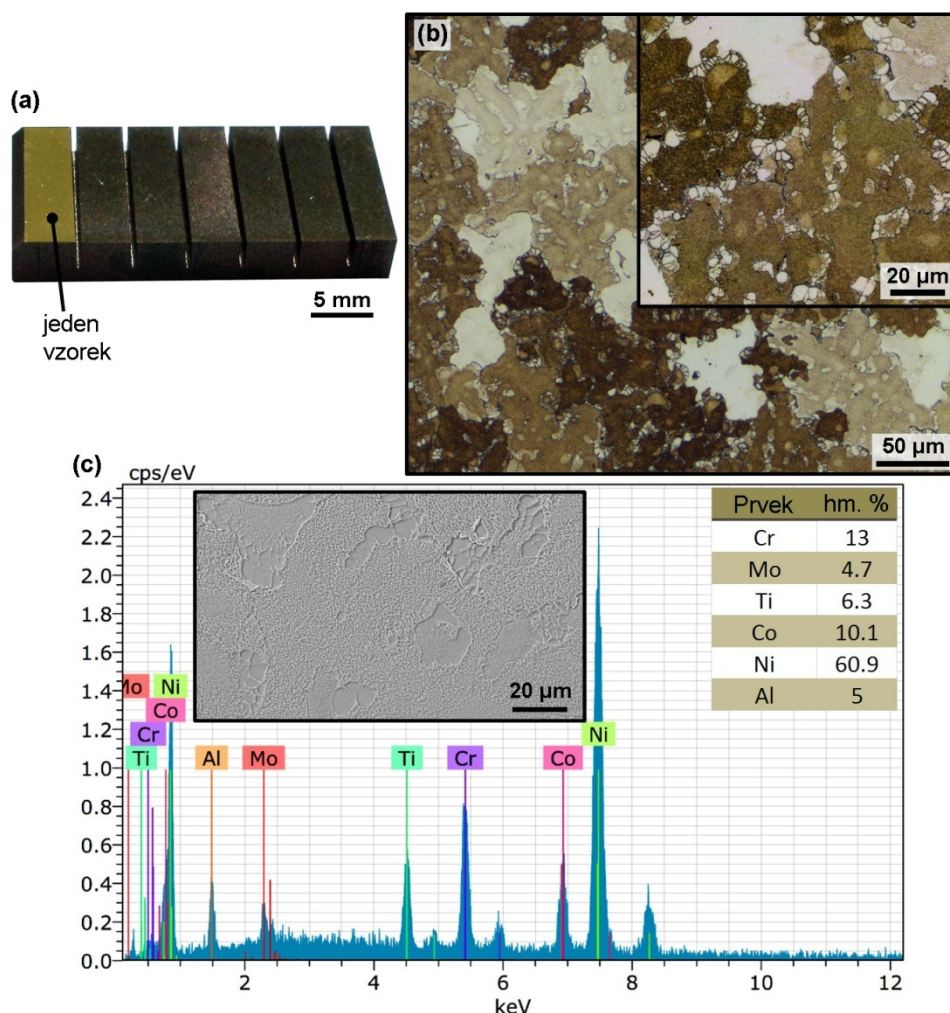 (a)
5 mm
jeden
vzorek
(b)
20 µm
50 µm
(c)
cps/eV
2.4
2.2
2.0
1.8
1.6
1.4
1.2
1.0
0.8
0.6
0.4
0.2
0.0
Mo Ni
Co
Cr
Ti Al Mo Ti Cr Co Ni
20 µm
Prvek hm. %
Cr 13
Mo 4.7
Ti 6.3
Co 10.1
Ni 60.9
Al 5
2 4 6 8 10 12
keV